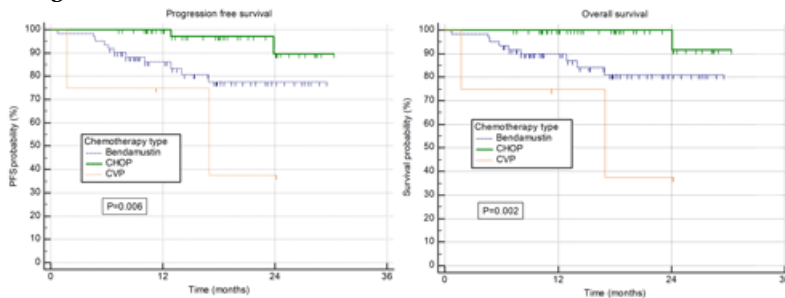 Progression free survival
100
90
80
70
60
50
40
30
20
10
0
PFS probability (%)
Chemotherapy type
Bendamustin
CHOP
CVP
P=0.006
0 12 24 36
Time (months)
Overall survival
100
90
80
70
60
50
40
30
20
10
0
Survival probability (%)
Chemotherapy type
Bendamustin
CHOP
CVP
P=0.002
0 12 24 36
Time (months)